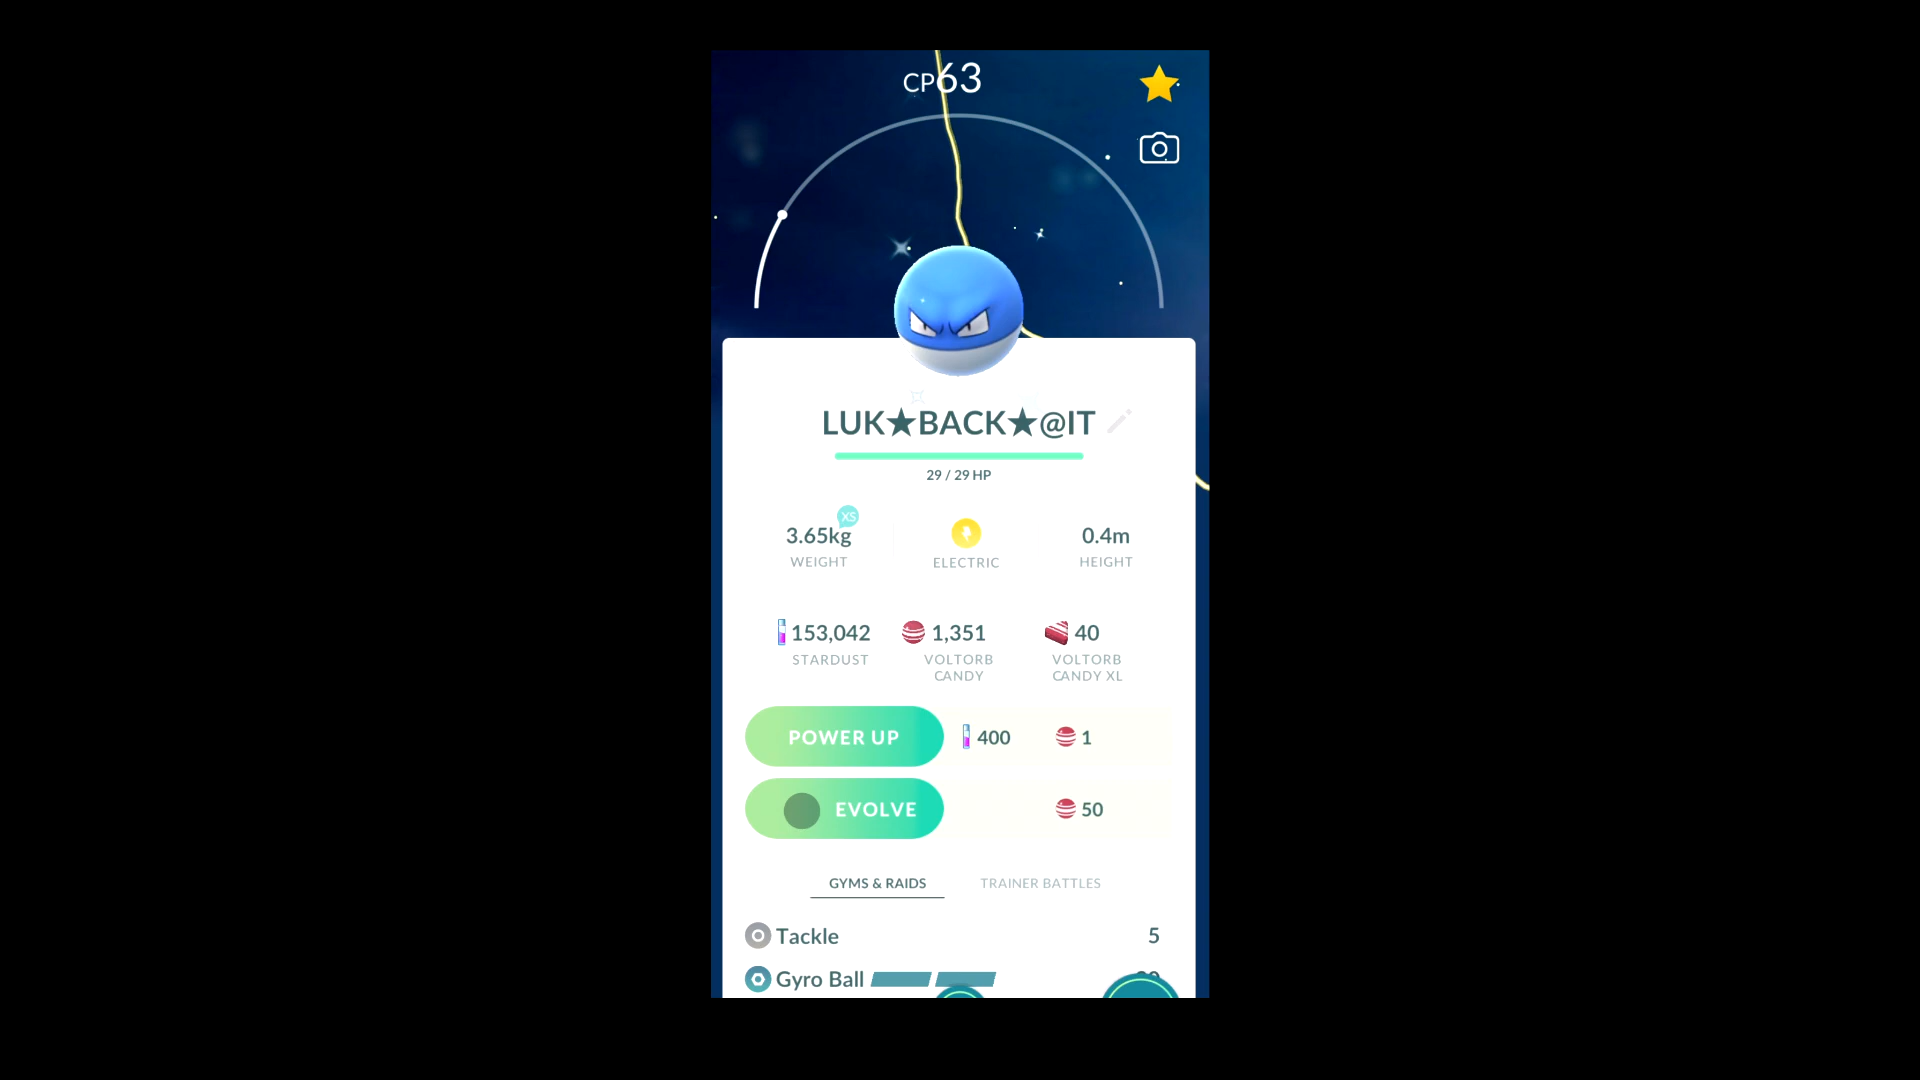 CP63
LUK★BACK★@IT
29 / 29 HP
XS
3.65kg
WEIGHT
ELECTRIC
0.4m
HEIGHT
153,042
STARDUST
1,351
VOLTORB
CANDY
40
VOLTORB
CANDY XL
POWER UP 400 1
EVOLVE 50
GYMS & RAIDS TRAINER BATTLES
Tackle 5
Gyro Ball